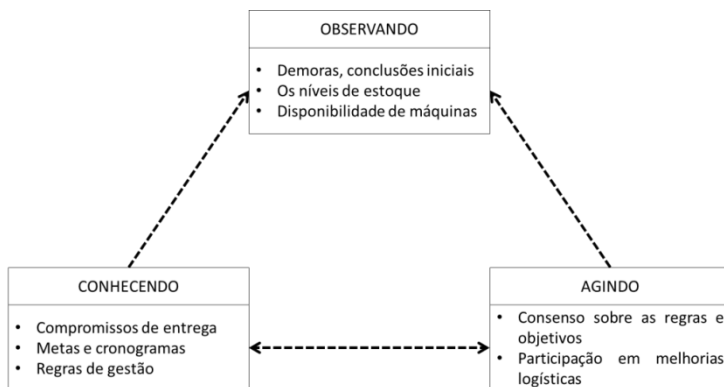 OBSERVANDO
• Demoras, conclusões iniciais
• Os níveis de estoque
• Disponibilidade de máquinas
CONHECENDO
• Compromissos de entrega
• Metas e cronogramas
• Regras de gestão
AGINDO
• Consenso sobre as regras e
objetivos
• Participação em melhorias
logísticas